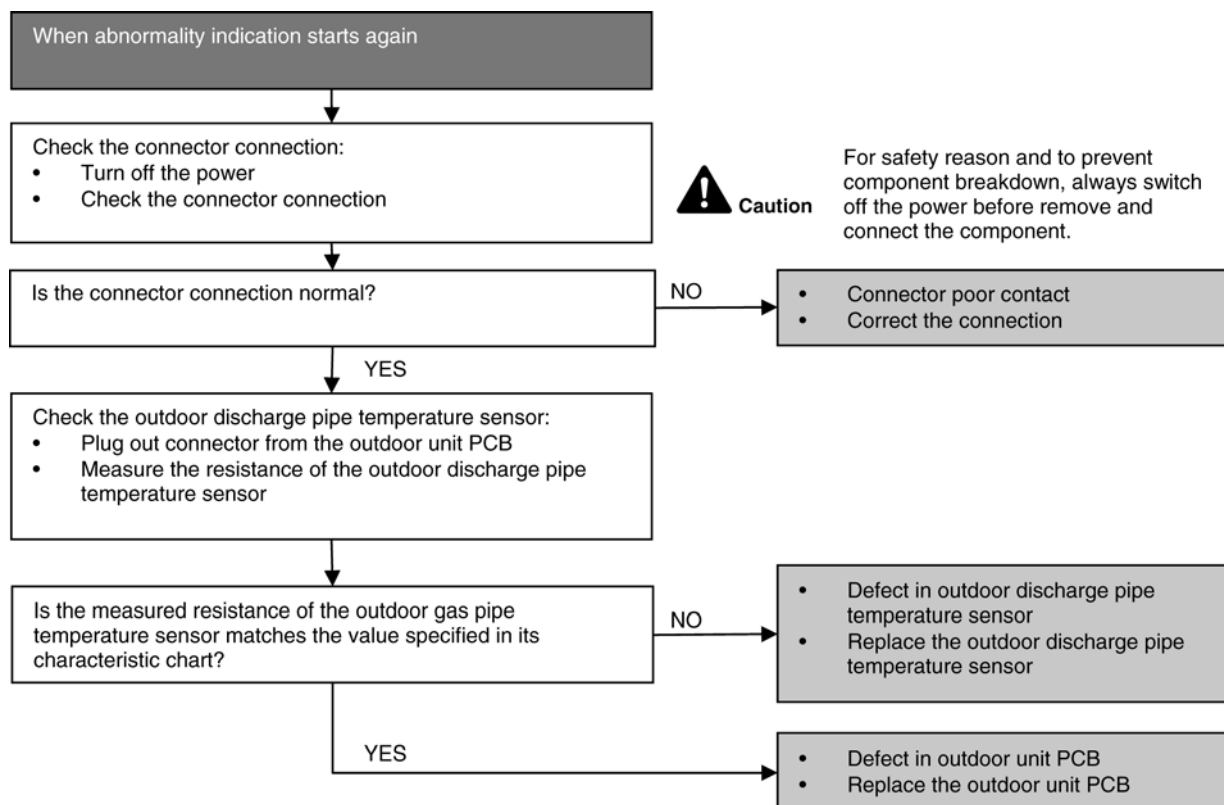 When abnormality indication starts again
Check the connector connection:
• Turn off the power
• Check the connector connection
Caution
For safety reason and to prevent
component breakdown, always switch
off the power before remove and
connect the component.
Is the connector connection normal?
NO
• Connector poor contact
• Correct the connection
YES
Check the outdoor discharge pipe temperature sensor:
• Plug out connector from the outdoor unit PCB
• Measure the resistance of the outdoor discharge pipe
temperature sensor
Is the measured resistance of the outdoor gas pipe
temperature sensor matches the value specified in its
characteristic chart?
NO
• Defect in outdoor discharge pipe
temperature sensor
• Replace the outdoor discharge pipe
temperature sensor
YES
• Defect in outdoor unit PCB
• Replace the outdoor unit PCB